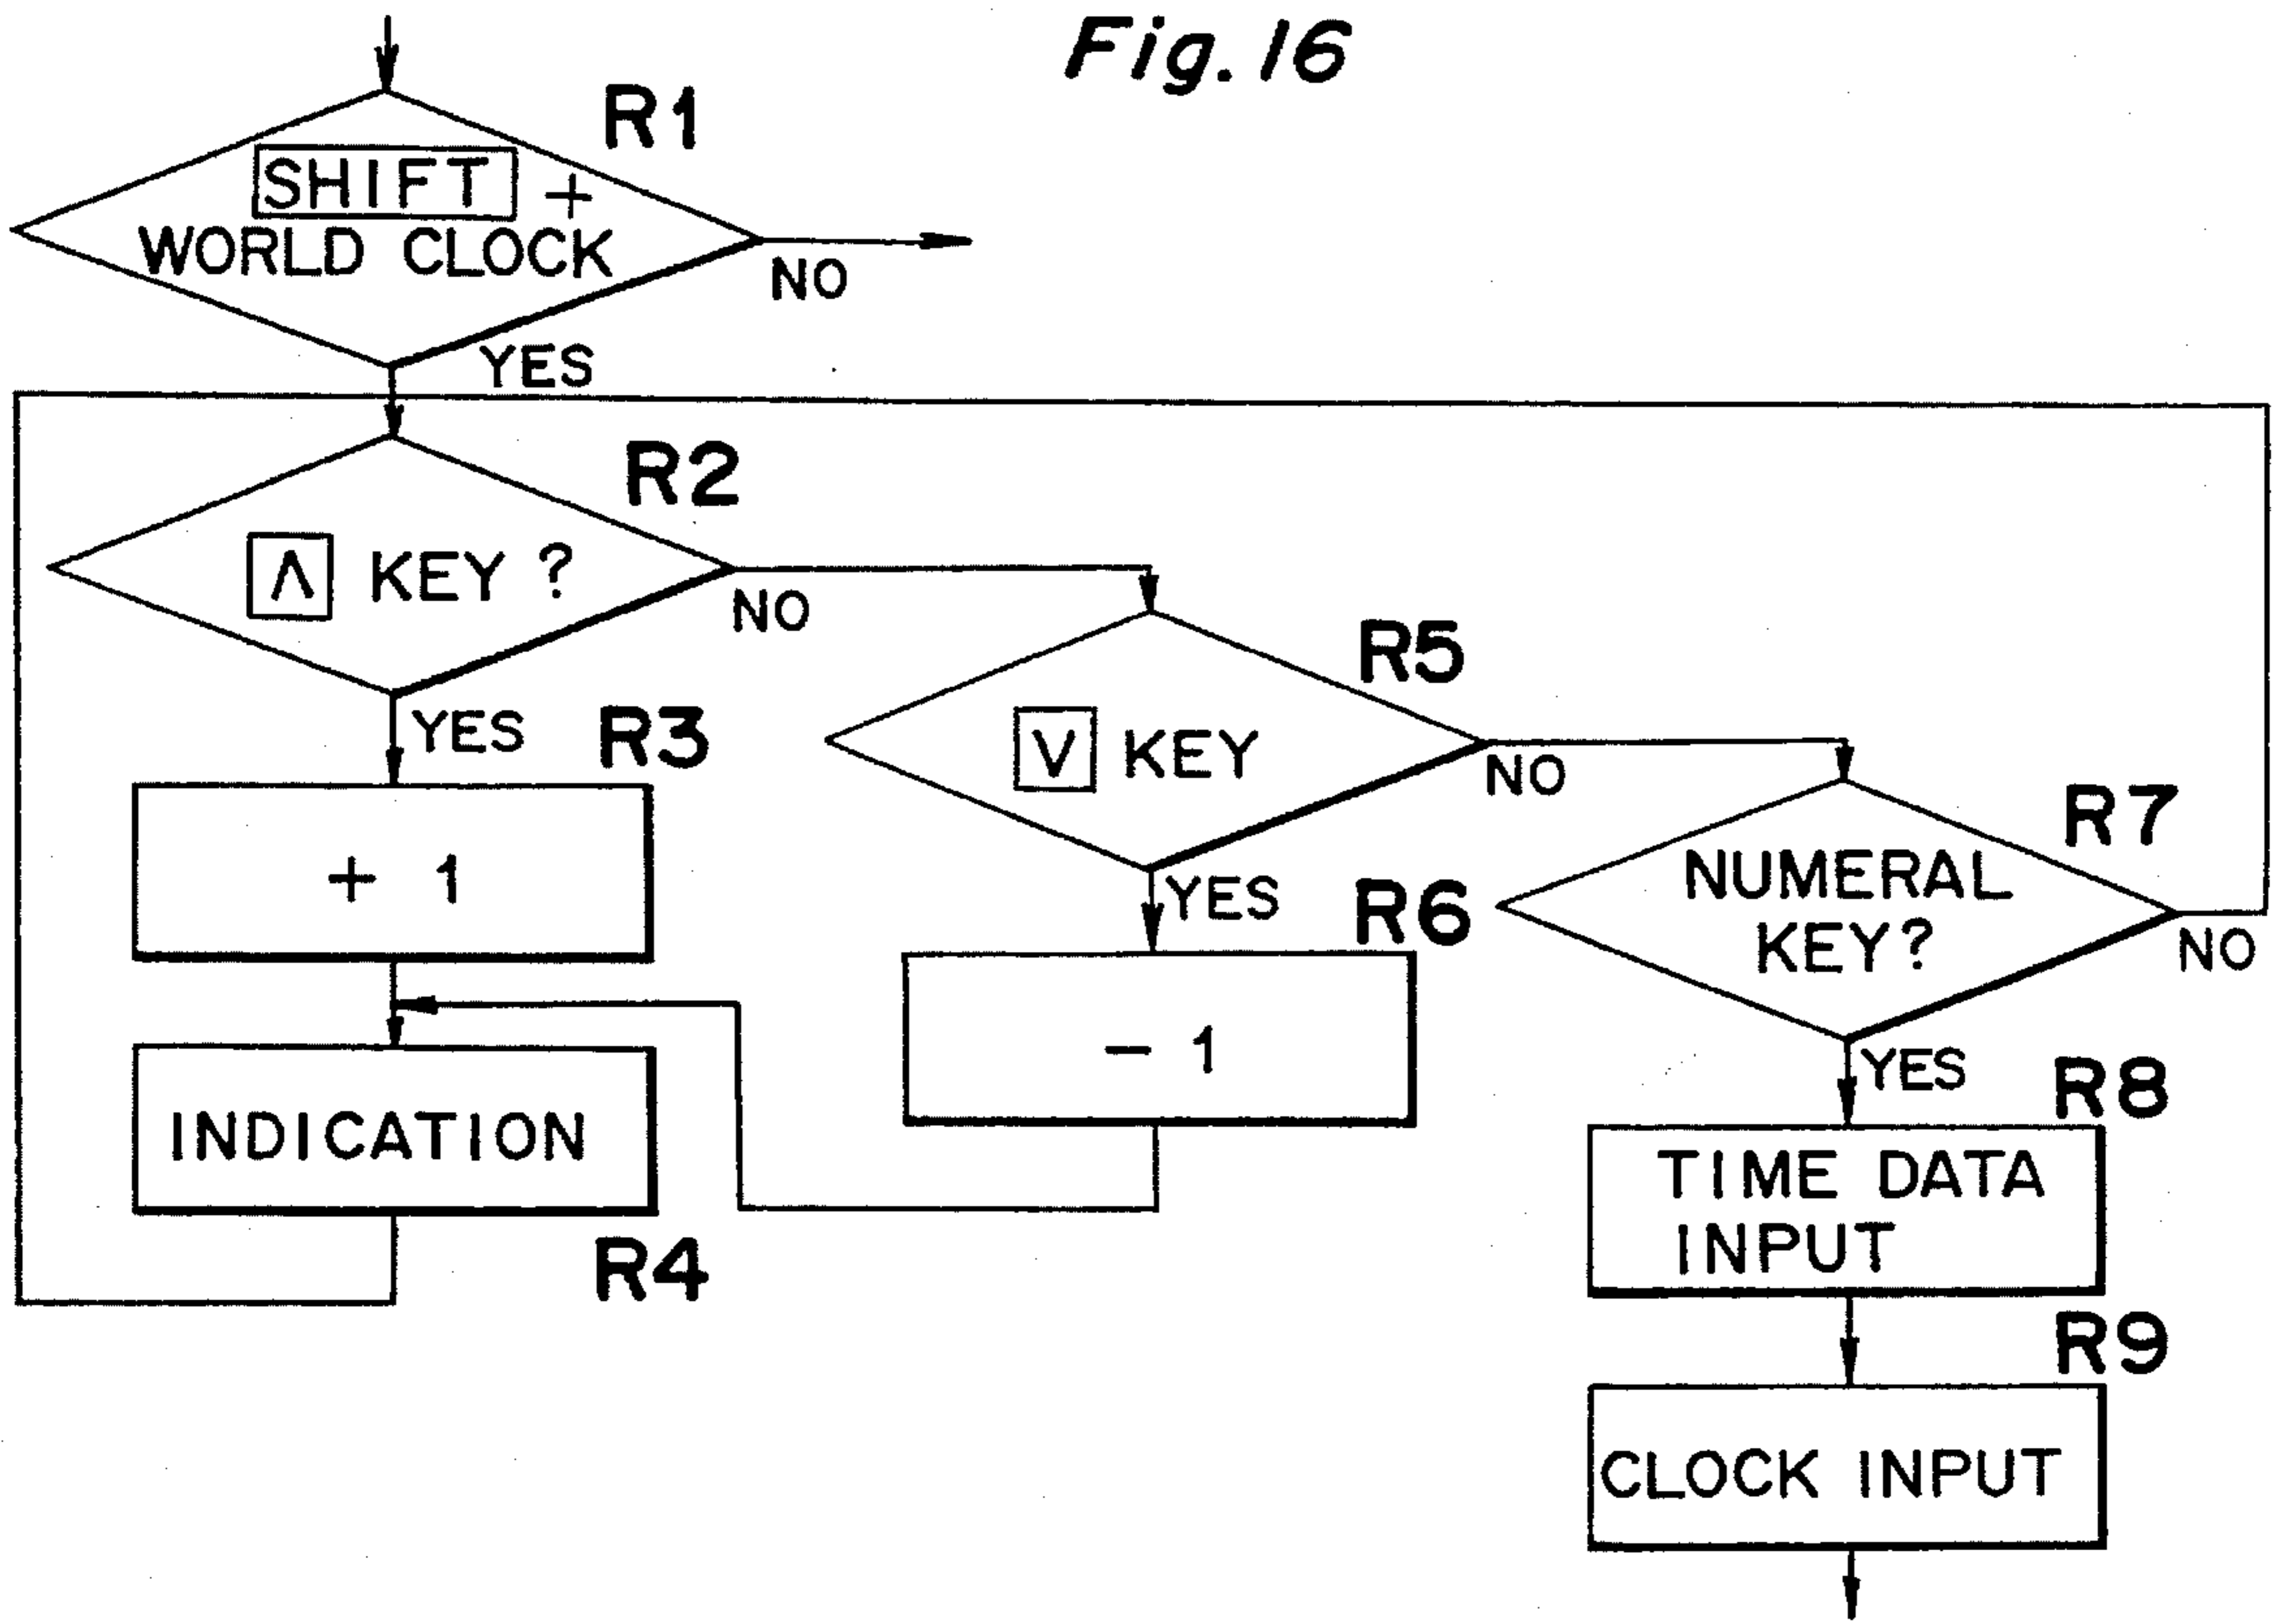 Fig. 16
R1
SHIFT +
WORLD CLOCK
NO
YES
R2
Λ KEY ?
NO
YES
R3
+ 1
INDICATION
R4
R5
V KEY
NO
YES
R6
- 1
R7
NUMERAL
KEY?
NO
YES
R8
TIME DATA
INPUT
R9
CLOCK INPUT